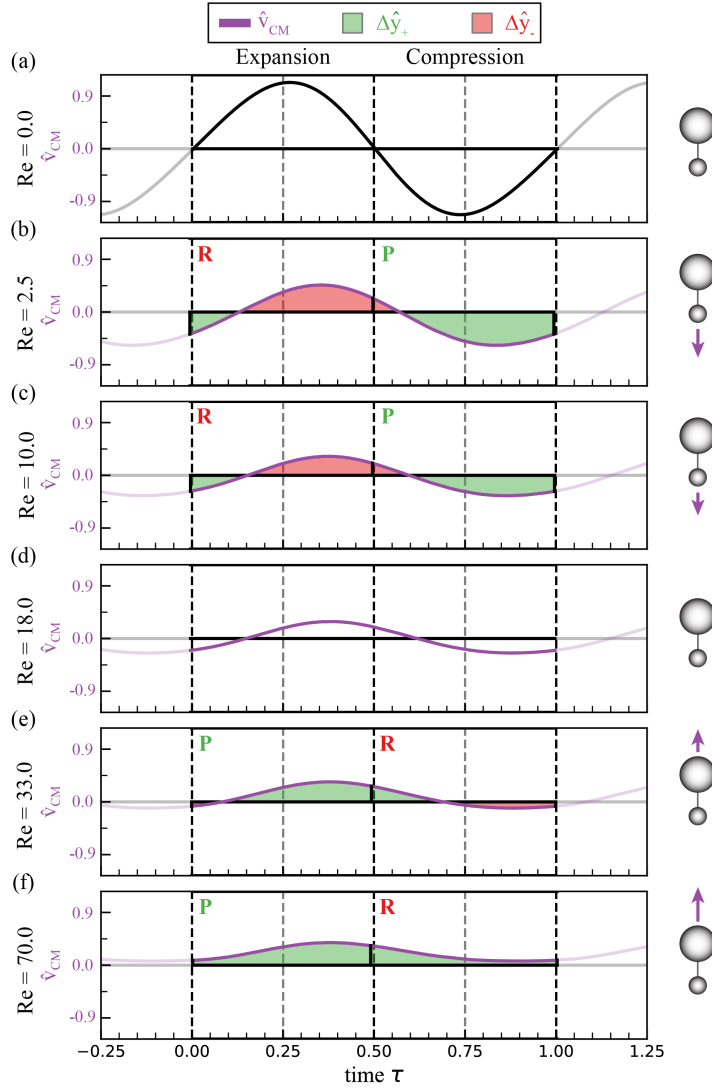 v̂CM Δŷ+ Δŷ-
Expansion Compression
(a)
Re = 0.0
v̂CM
0.9
0.0
-0.9
(b)
Re = 2.5
v̂CM
0.9
0.0
-0.9
R P
(c)
Re = 10.0
v̂CM
0.9
0.0
-0.9
R P
(d)
Re = 18.0
v̂CM
0.9
0.0
-0.9
(e)
Re = 33.0
v̂CM
0.9
0.0
-0.9
P R
(f)
Re = 70.0
v̂CM
0.9
0.0
-0.9
P R
−0.25 0.00 0.25 0.50 0.75 1.00 1.25
time τ